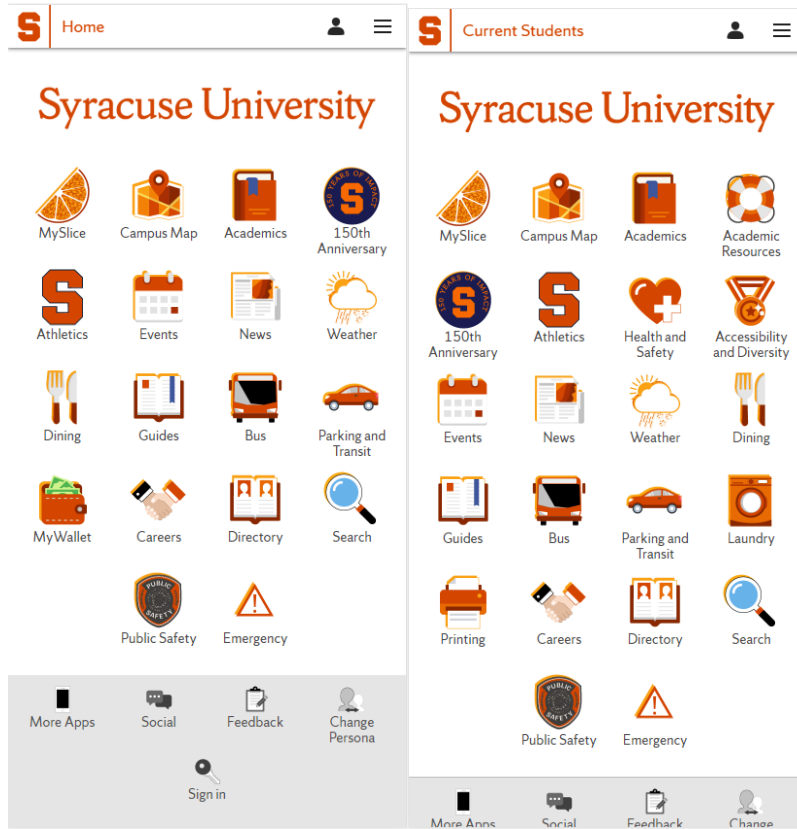 S Home
Syracuse University
MySlice Campus Map Academics 150th
Anniversary
150 YEARS OF IMPACT
S
Athletics Events News Weather
Dining Guides Bus Parking and
Transit
MyWallet Careers Directory Search
PUBLIC
SAFETY
Public Safety Emergency
More Apps Social Feedback Change
Persona
Sign in
S Current Students
Syracuse University
MySlice Campus Map Academics Academic
Resources
150 YEARS OF IMPACT
S
150th
Anniversary
S
Athletics Health and
Safety
Accessibility
and Diversity
Events News Weather Dining
Guides Bus Parking and
Transit
Laundry
Printing Careers Directory Search
PUBLIC
SAFETY
Public Safety Emergency
More Apps Social Feedback Change